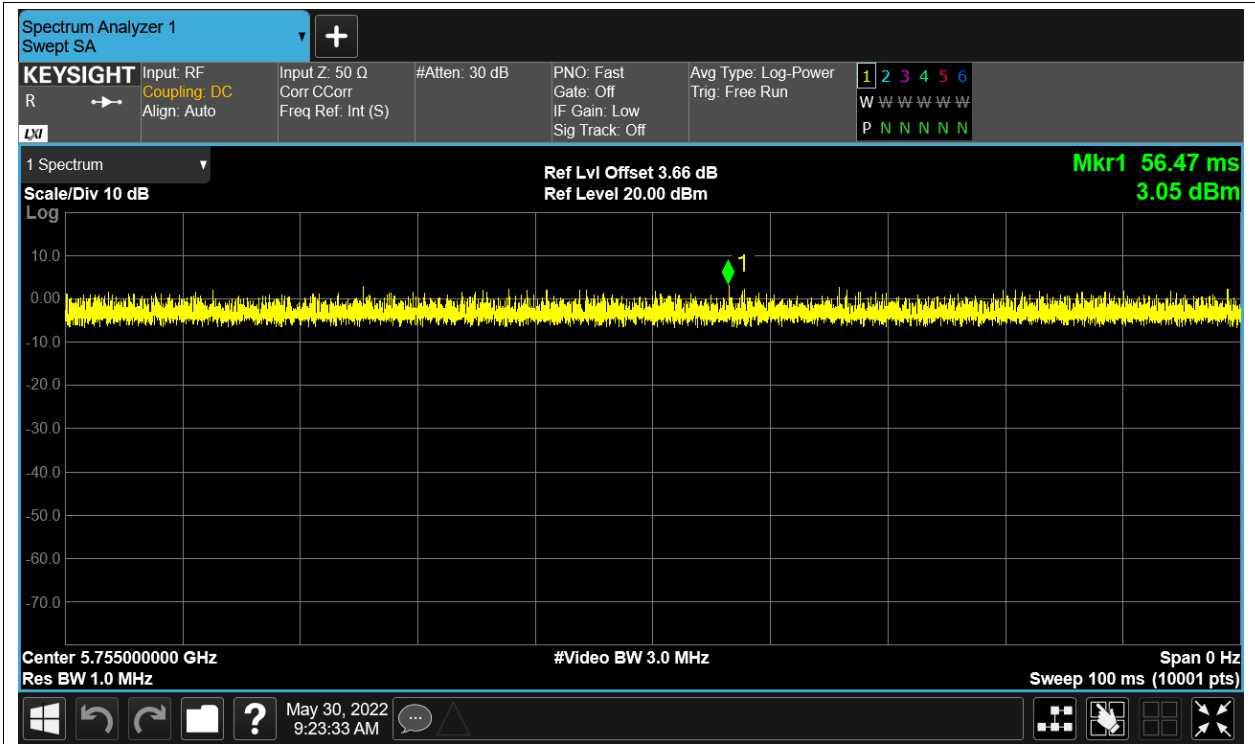 Spectrum Analyzer 1
Swept SA
KEYSIGHT
R
LXI
Input: RF
Coupling: DC
Align: Auto
Input Z: 50 Ω
Corr CCorr
Freq Ref: Int (S)
#Atten: 30 dB
PNO: Fast
Gate: Off
IF Gain: Low
Sig Track: Off
Avg Type: Log-Power
Trig: Free Run
1 2 3 4 5 6
W W W W W W
P N N N N N
1 Spectrum
Scale/Div 10 dB
Ref Lvl Offset 3.66 dB
Ref Level 20.00 dBm
Mkr1 56.47 ms
3.05 dBm
Log
10.0
0.00
-10.0
-20.0
-30.0
-40.0
-50.0
-60.0
-70.0
1
Center 5.755000000 GHz
Res BW 1.0 MHz
#Video BW 3.0 MHz
Span 0 Hz
Sweep 100 ms (10001 pts)
?
May 30, 2022
9:23:33 AM